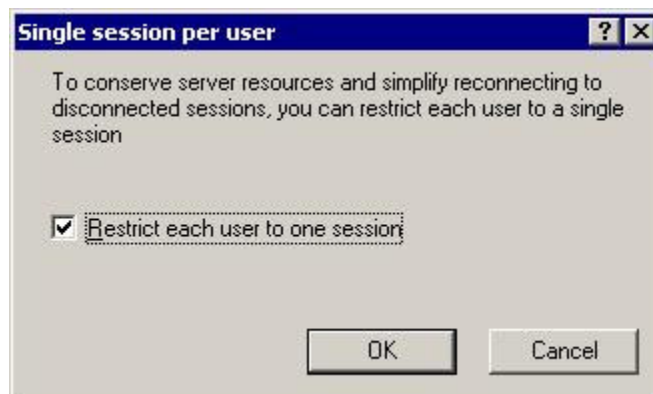 Single session per user
To conserve server resources and simplify reconnecting to
disconnected sessions, you can restrict each user to a single
session
Restrict each user to one session
OK
Cancel